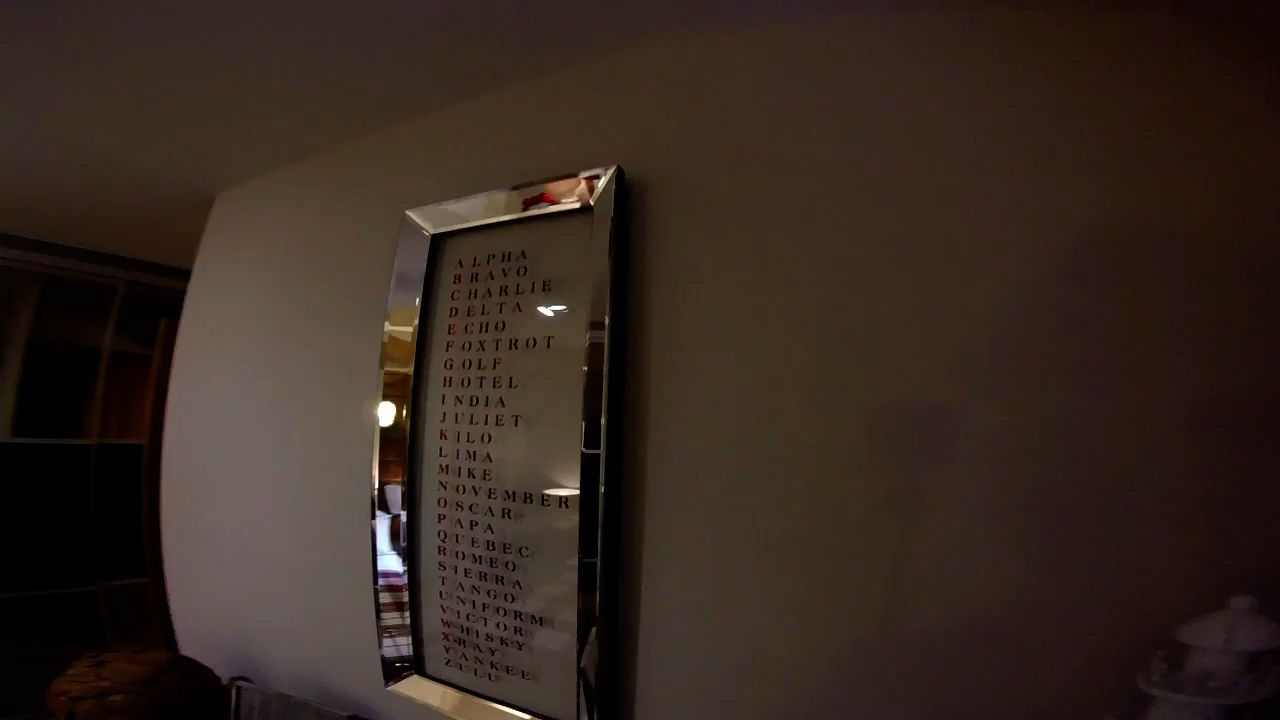 ALPHA
BRAVO
CHARLIE
DELTA
ECHO
FOXTROT
GOLF
HOTEL
INDIA
JULIET
KILO
LIMA
MIKE
NOVEMBER
OSCAR
PAPA
QUEBEC
ROMEO
SIERRA
TANGO
UNIFORM
VICTOR
WHISKY
XRAY
YANKEE
ZULU